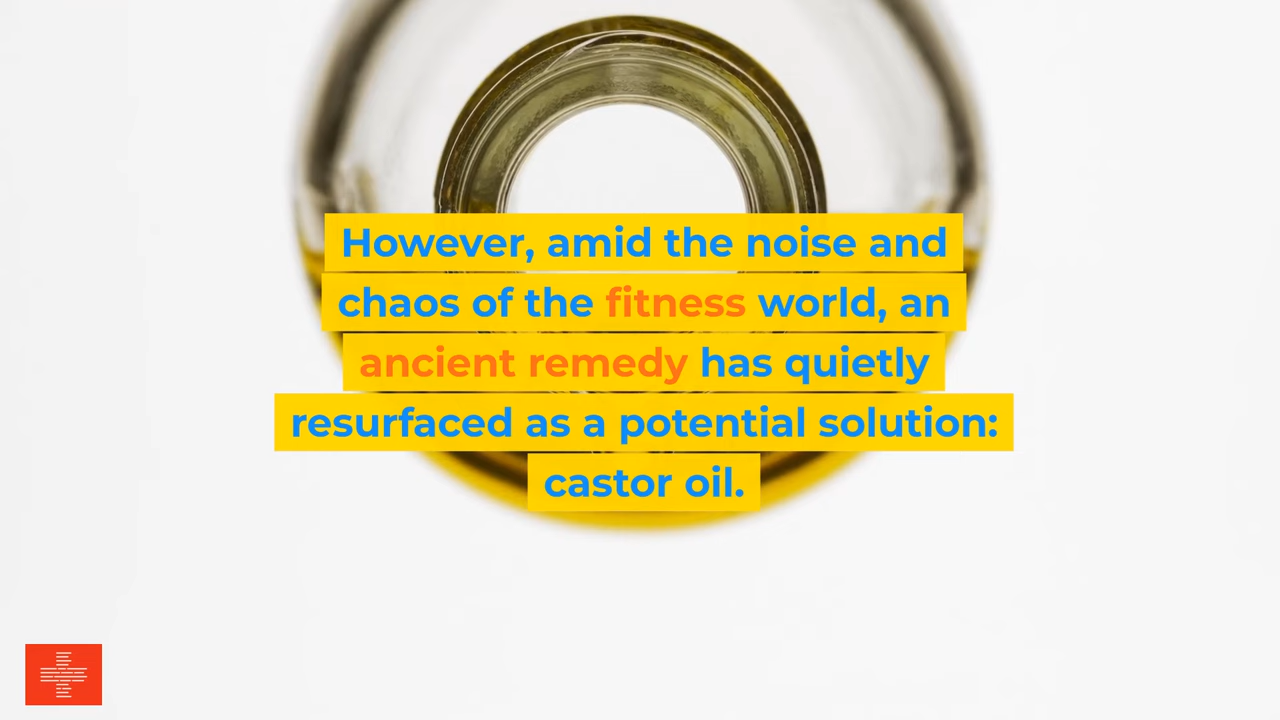 However, amid the noise and
chaos of the fitness world, an
ancient remedy has quietly
resurfaced as a potential solution:
castor oil.